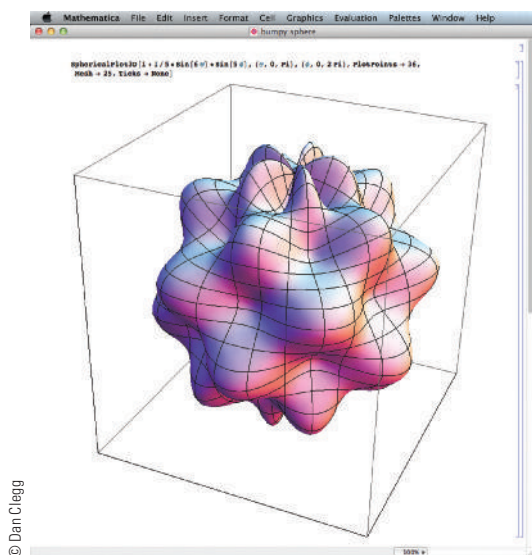 Mathematica File Edit Insert Format Cell Graphics Evaluation Palettes Window Help
bumpy sphere
SphericalPlot3D[1 + 1/5 * Sin[6 φ] * Sin[5 θ], {φ, 0, Pi}, {θ, 0, 2 Pi}, PlotPoints → 36,
Mesh → 25, Ticks → None]
© Dan Clegg
100%